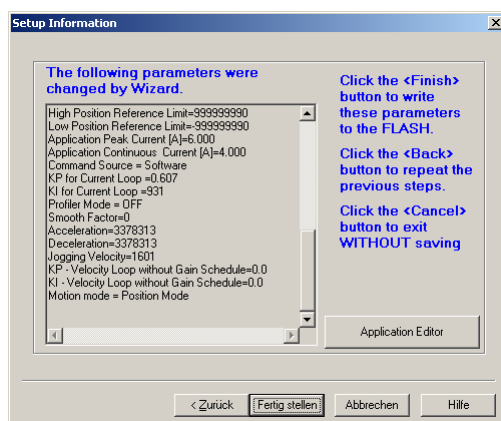 Setup Information
The following parameters were
changed by Wizard.
High Position Reference Limit=999999990
Low Position Reference Limit=-999999990
Application Peak Current [A]=6.000
Application Continuous  Current [A]=4.000
Command Source = Software
KP for Current Loop =0.607
KI for Current Loop =931
Profiler Mode = OFF
Smooth Factor=0
Acceleration=3378313
Deceleration=3378313
Jogging Velocity=1601
KP - Velocity Loop without Gain Schedule=0.0
KI - Velocity Loop without Gain Schedule=0.0
Motion mode = Position Mode
Click the <Finish>
button to write
these parameters
to the FLASH.
Click the <Back>
button to repeat the
previous steps.
Click the <Cancel>
button to exit
WITHOUT saving
Application Editor
< Zurück
Fertig stellen
Abbrechen
Hilfe